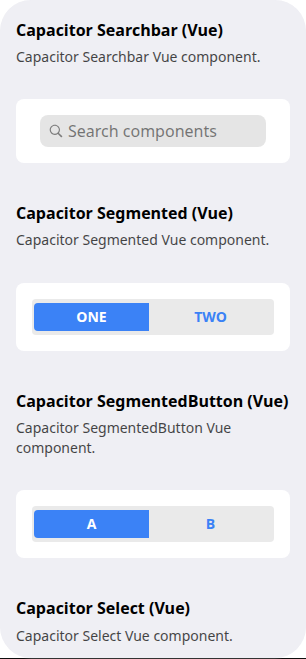 Capacitor Searchbar (Vue)
Capacitor Searchbar Vue component.
Search components
Capacitor Segmented (Vue)
Capacitor Segmented Vue component.
ONE TWO
Capacitor SegmentedButton (Vue)
Capacitor SegmentedButton Vue
component.
A B
Capacitor Select (Vue)
Capacitor Select Vue component.